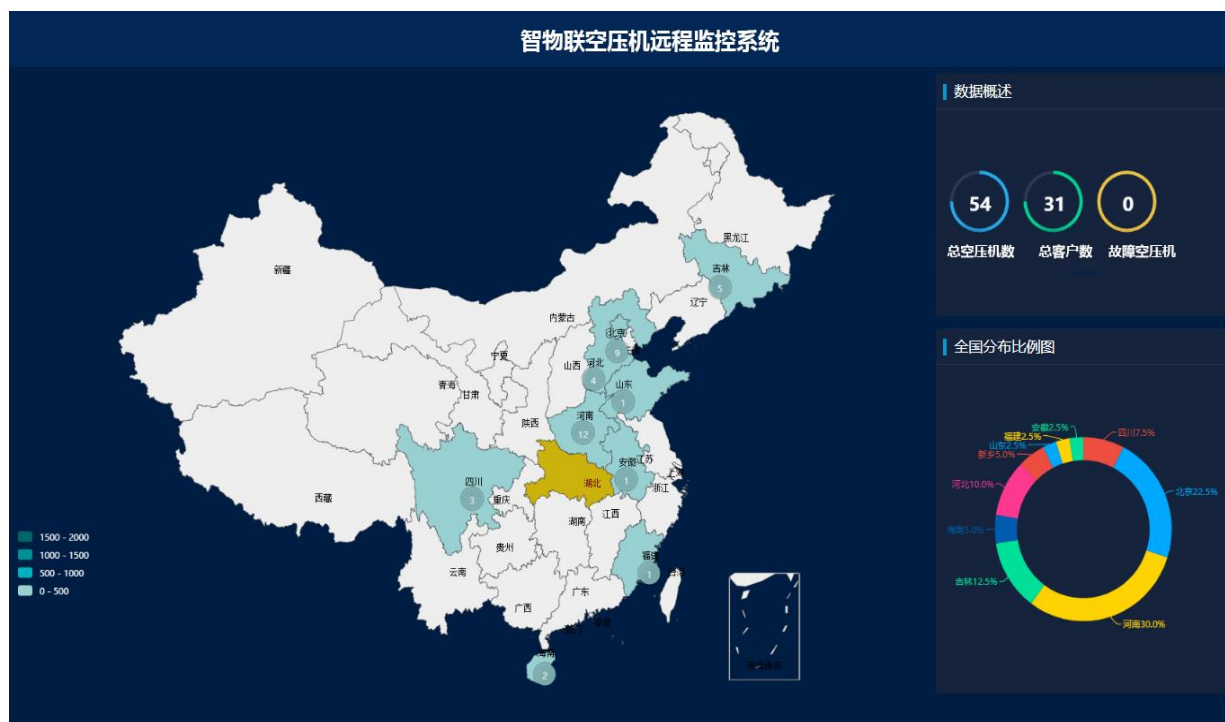 智物联空压机远程监控系统
数据概述
54
31
0
总空压机数
总客户数
故障空压机
全国分布比例图
安徽2.5%
福建2.5%
山东2.5%
新乡5.0%
河北10.0%
海南5.0%
吉林12.5%
四川7.5%
北京22.5%
河南30.0%
黑龙江
吉林
5
辽宁
新疆
内蒙古
北京
9
宁夏
山西
河北
4
青海
甘肃
山东
1
陕西
河南
12
四川
3
重庆
湖北
安徽
1
江苏
上海
浙江
西藏
湖南
江西
贵州
福建
1
云南
广西
广东
台湾
海南
2
1500 - 2000
1000 - 1500
500 - 1000
0 - 500